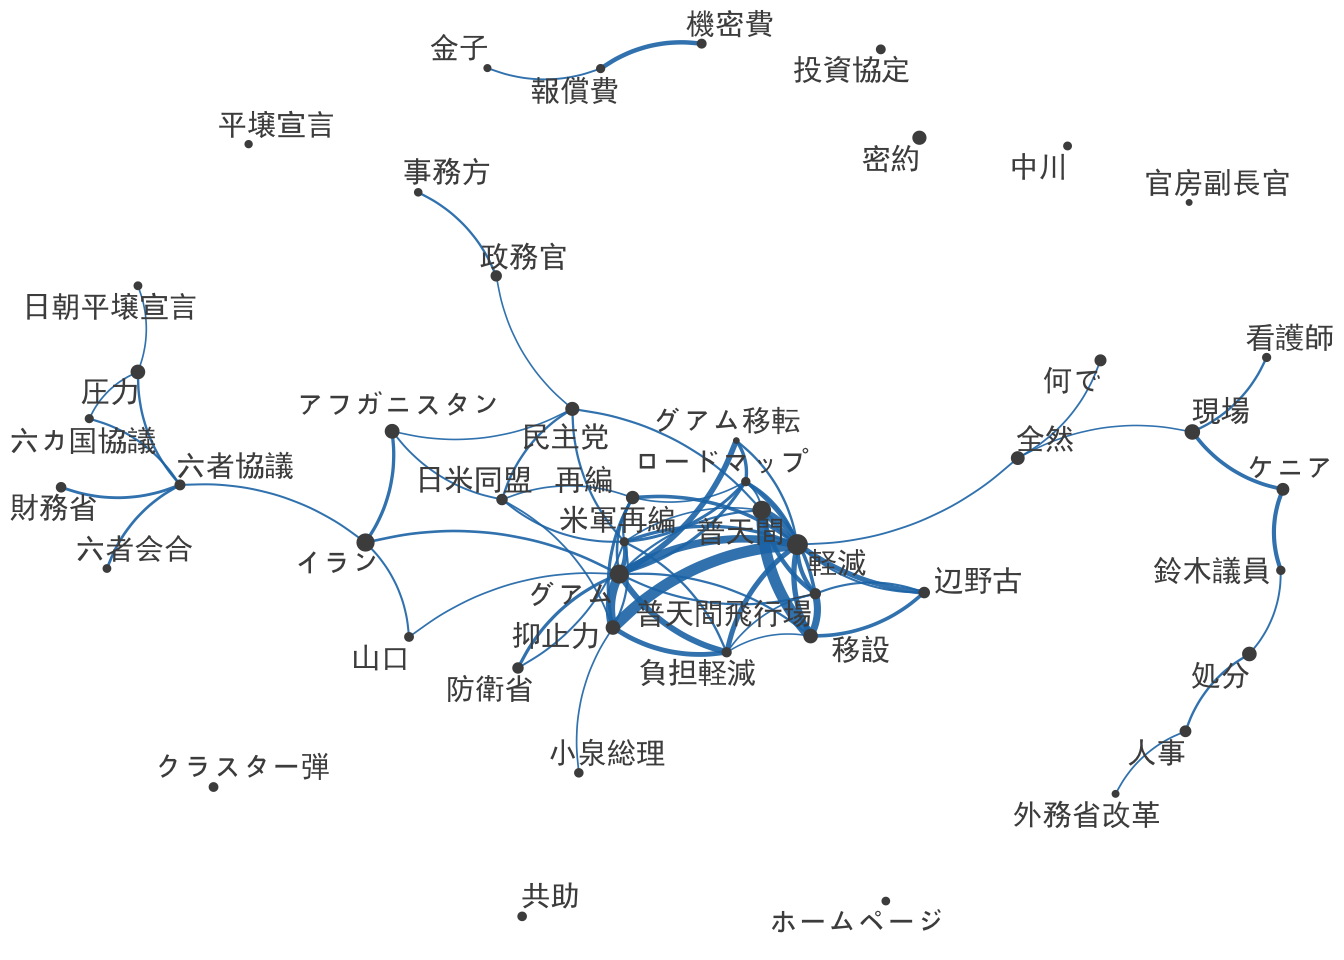 機密費
金子
投資協定
報償費
平壌宣言
密約
中川
事務方
官房副長官
政務官
日朝平壌宣言
看護師
圧力
何で
アフガニスタン
グアム移転
現場
六カ国協議
民主党
全然
ロードマップ
六者協議
日米同盟
再編
ケニア
財務省
米軍再編
普天間
六者会合
イラン
軽減
鈴木議員
辺野古
グアム
普天間飛行場
抑止力
移設
山口
負担軽減
処分
防衛省
小泉総理
人事
クラスター弾
外務省改革
共助
ホームページ